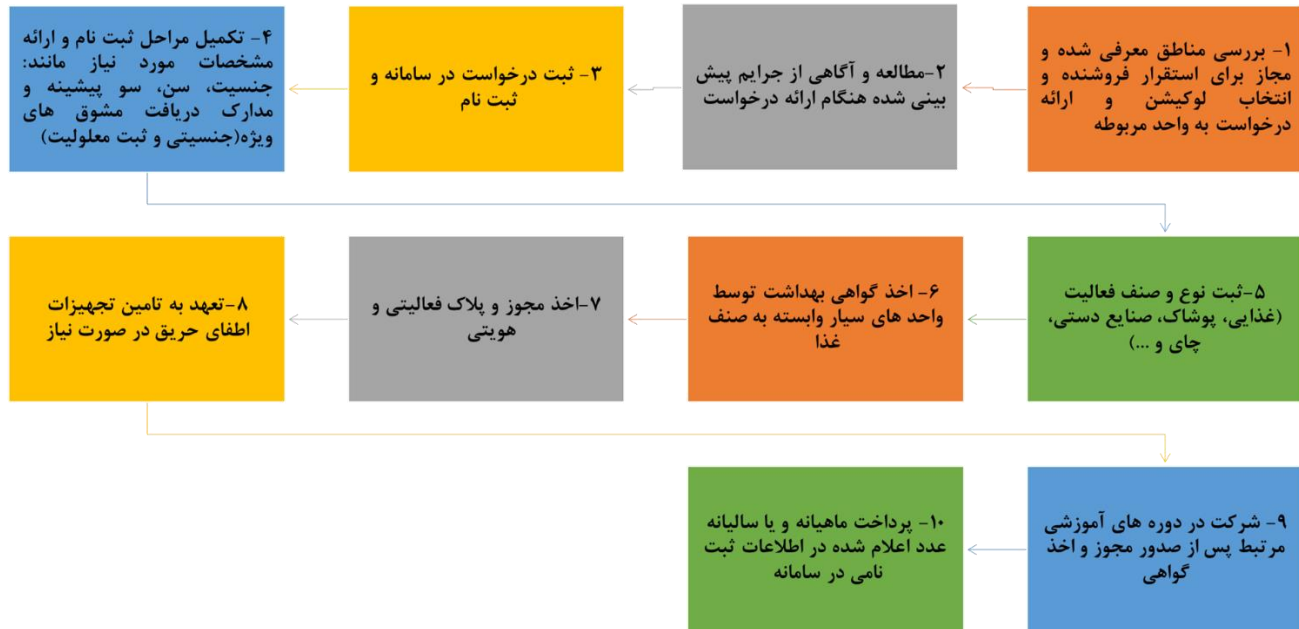 ۱- بررسی مناطق معرفی شده و
مجاز برای استقرار فروشنده و
انتخاب لوکیشن و ارائه
درخواست به واحد مربوطه
۲-مطالعه و آگاهی از جرایم پیش
بینی شده هنگام ارائه درخواست
۳- ثبت درخواست در سامانه و
ثبت نام
۴- تکمیل مراحل ثبت نام و ارائه
مشخصات مورد نیاز مانند:
جنسیت، سن، سو پیشینه و
مدارک دریافت مشوق های
ویژه(جنسیتی و ثبت معلولیت)
۵-ثبت نوع و صنف فعالیت
(غذایی، پوشاک، صنایع دستی،
چای و ...)
۶- اخذ گواهی بهداشت توسط
واحد های سیار وابسته به صنف
غذا
۷-اخذ مجوز و پلاک فعالیتی و
هویتی
۸-تعهد به تامین تجهیزات
اطفای حریق در صورت نیاز
۹- شرکت در دوره های آموزشی
مرتبط پس از صدور مجوز و اخذ
گواهی
۱۰- پرداخت ماهیانه و یا سالیانه
عدد اعلام شده در اطلاعات ثبت
نامی در سامانه